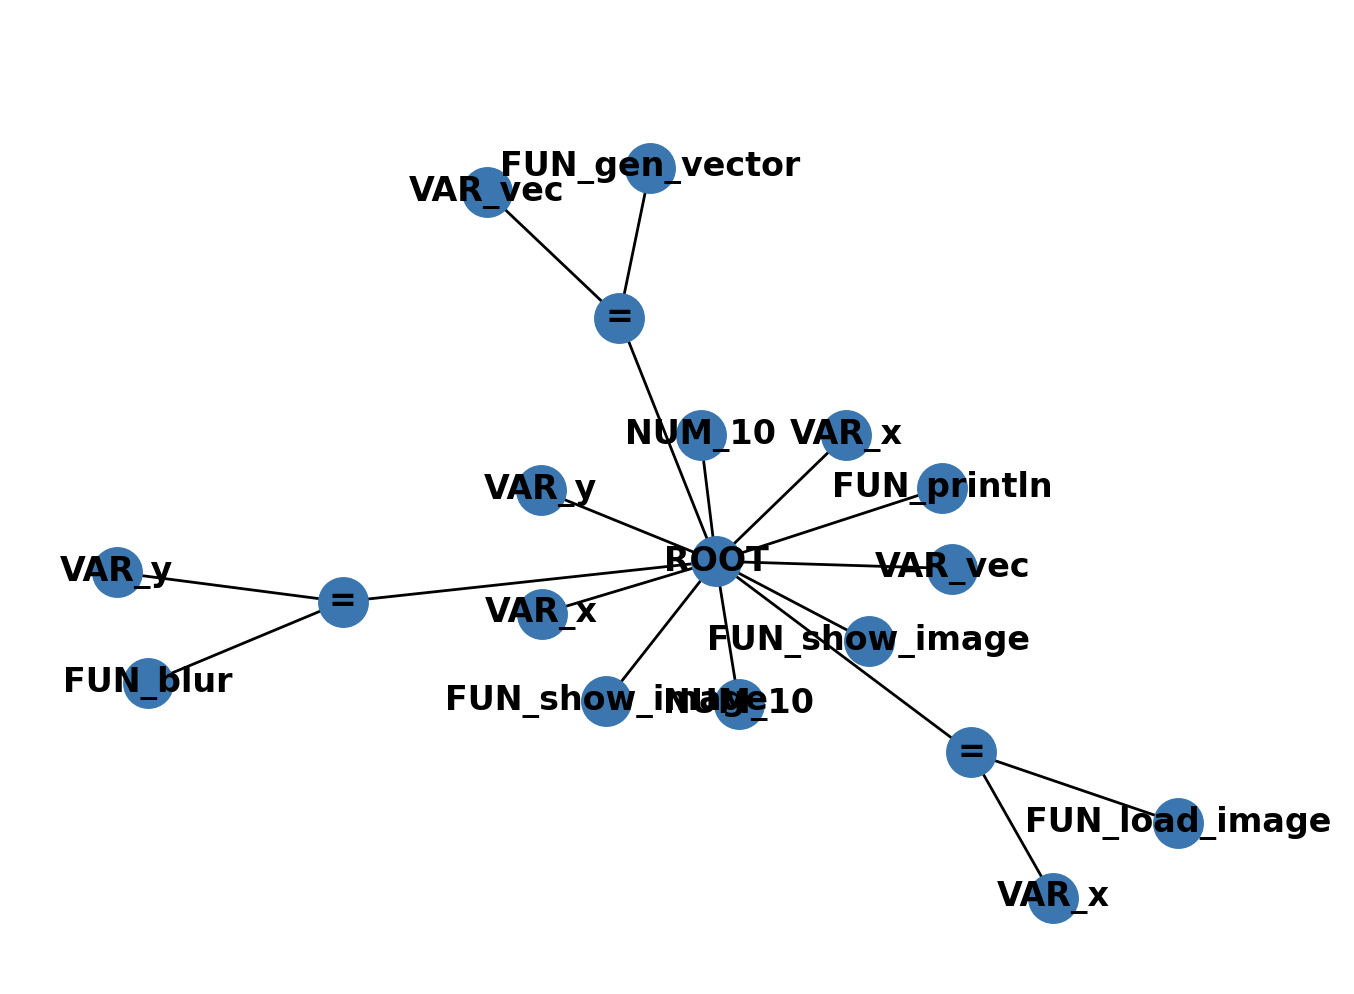 FUN_gen_vector
VAR_vec
=
NUM_10
VAR_x
VAR_y
FUN_println
ROOT
VAR_vec
VAR_y
=
VAR_x
FUN_show_image
FUN_blur
FUN_show_image
NUM_10
=
FUN_load_image
VAR_x